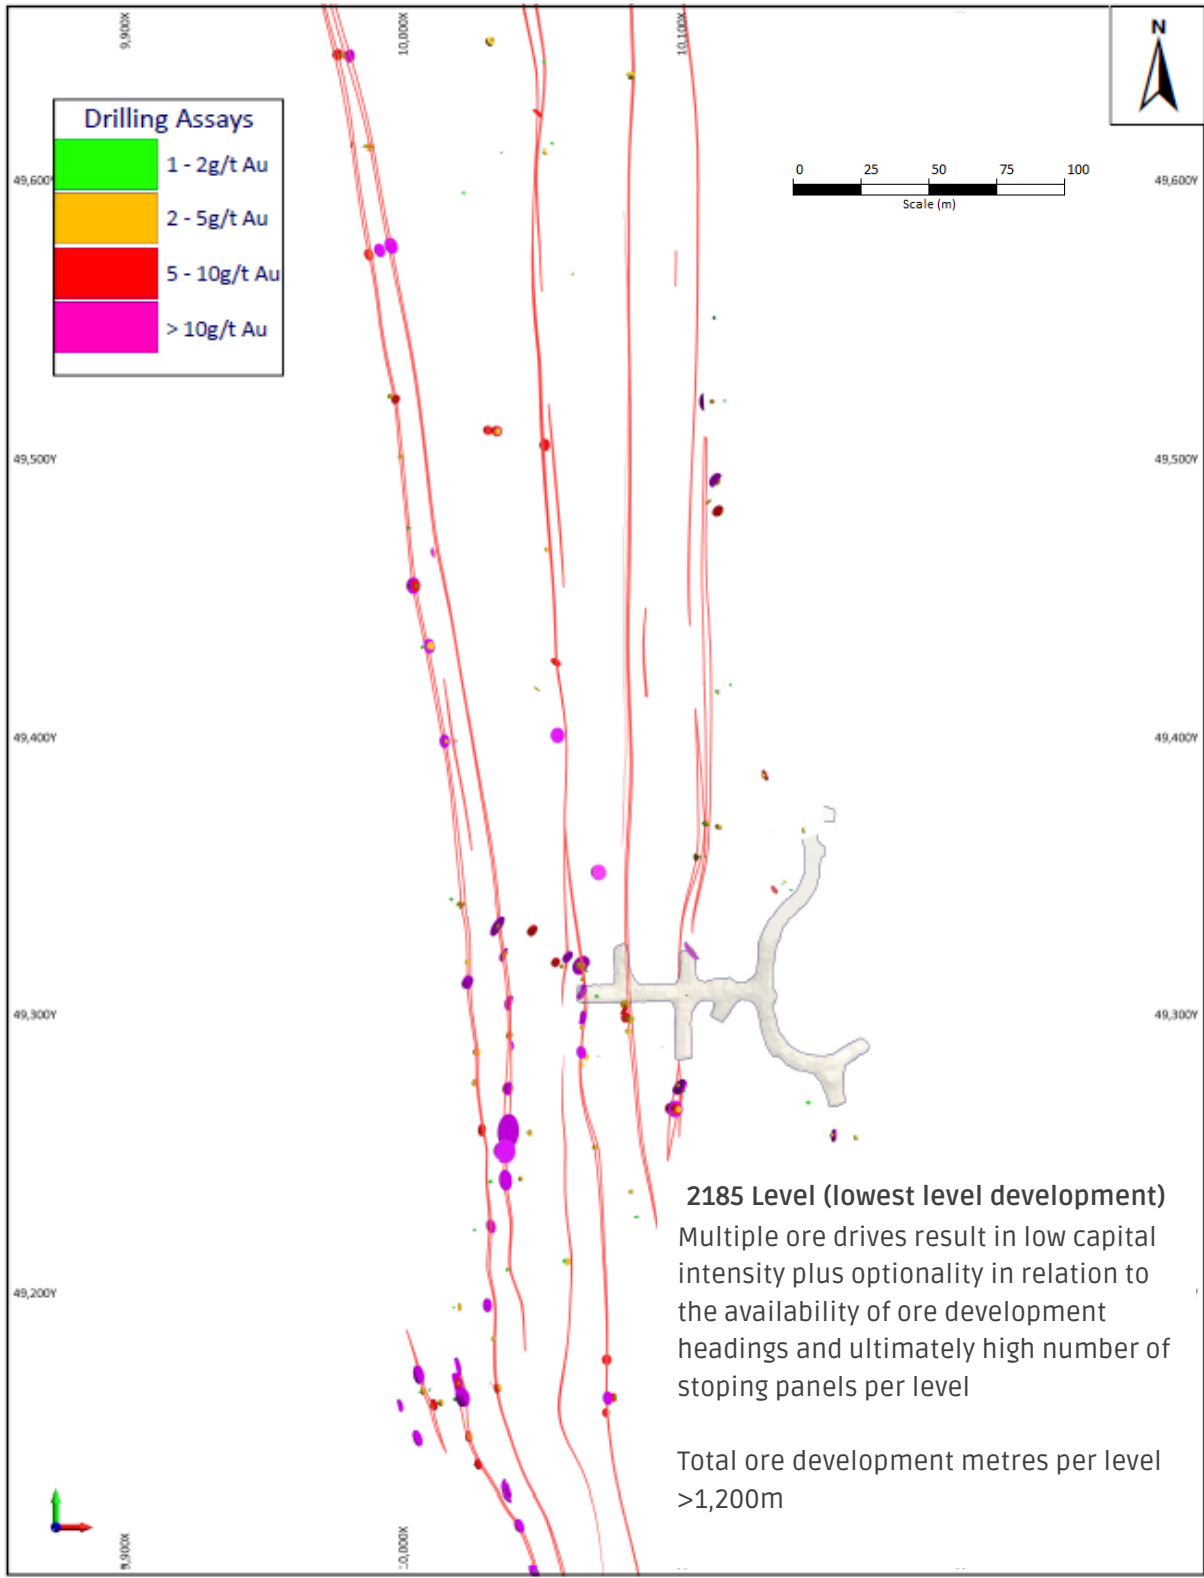 9,900X
10,000X
10,100X
N
Drilling Assays
1 - 2g/t Au
2 - 5g/t Au
5 - 10g/t Au
> 10g/t Au
0 25 50 75 100
Scale (m)
49,600Y
49,600Y
49,500Y
49,500Y
49,400Y
49,400Y
49,300Y
49,300Y
49,200Y
2185 Level (lowest level development)
Multiple ore drives result in low capital
intensity plus optionality in relation to
the availability of ore development
headings and ultimately high number of
stoping panels per level
Total ore development metres per level
>1,200m
9,900X